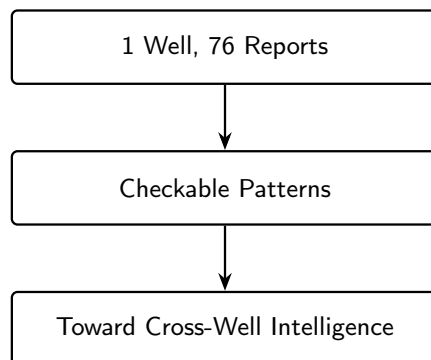 1 Well, 76 Reports
Checkable Patterns
Toward Cross-Well Intelligence